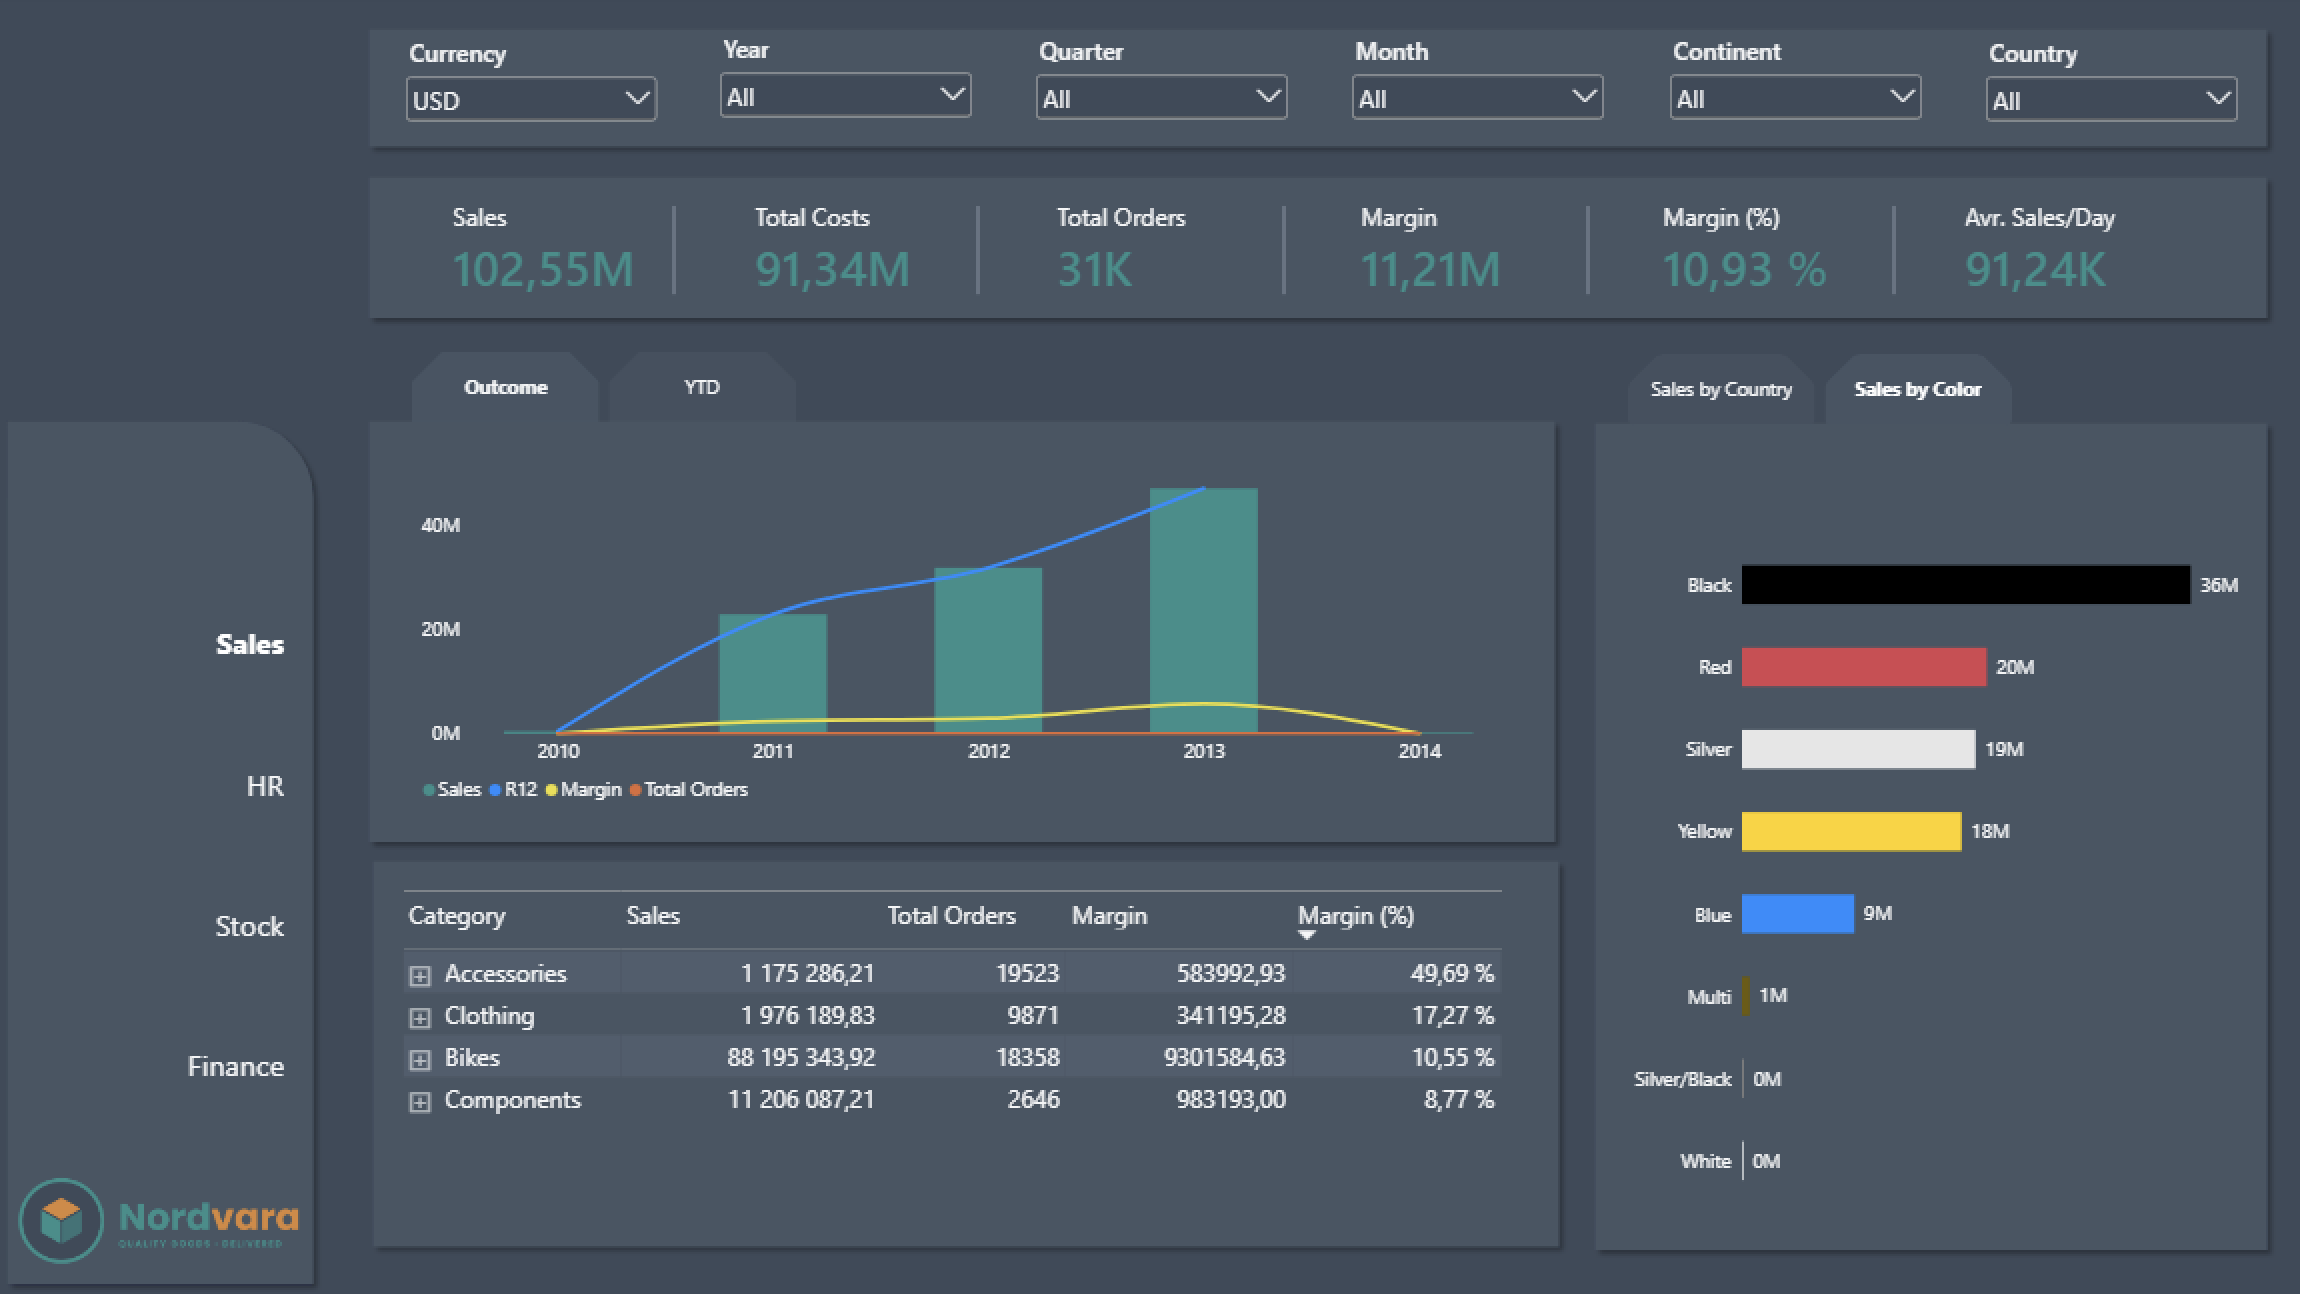 Currency Year Quarter Month Continent Country
USD All All All All All
Sales Total Costs Total Orders Margin Margin (%) Avr. Sales/Day
102,55M 91,34M 31K 11,21M 10,93 % 91,24K
Outcome YTD
Sales by Country Sales by Color
40M
20M
0M
2010 2011 2012 2013 2014
Sales R12 Margin Total Orders
Category Sales Total Orders Margin Margin (%)
Accessories 1 175 286,21 19523 583992,93 49,69 %
Clothing 1 976 189,83 9871 341195,28 17,27 %
Bikes 88 195 343,92 18358 9301584,63 10,55 %
Components 11 206 087,21 2646 983193,00 8,77 %
Black 36M
Red 20M
Silver 19M
Yellow 18M
Blue 9M
Multi 1M
Silver/Black 0M
White 0M
Sales
HR
Stock
Finance
Nordvara
QUALITY GOODS · DELIVERED